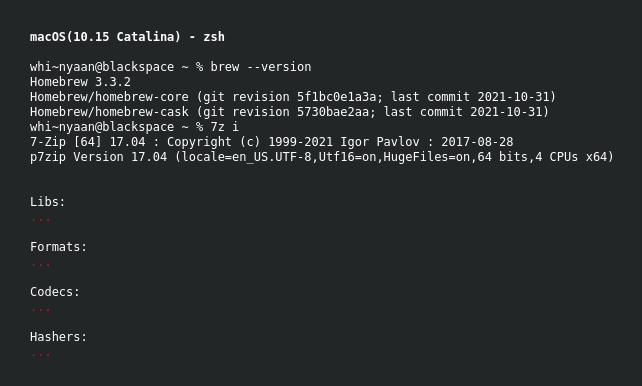 macOS(10.15 Catalina) - zsh
whi~nyaan@blackspace ~ % brew --version
Homebrew 3.3.2
Homebrew/homebrew-core (git revision 5f1bc0e1a3a; last commit 2021-10-31)
Homebrew/homebrew-cask (git revision 5730bae2aa; last commit 2021-10-31)
whi~nyaan@blackspace ~ % 7z i
7-Zip [64] 17.04 : Copyright (c) 1999-2021 Igor Pavlov : 2017-08-28
p7zip Version 17.04 (locale=en_US.UTF-8,Utf16=on,HugeFiles=on,64 bits,4 CPUs x64)
Libs:
...
Formats:
...
Codecs:
...
Hashers:
...